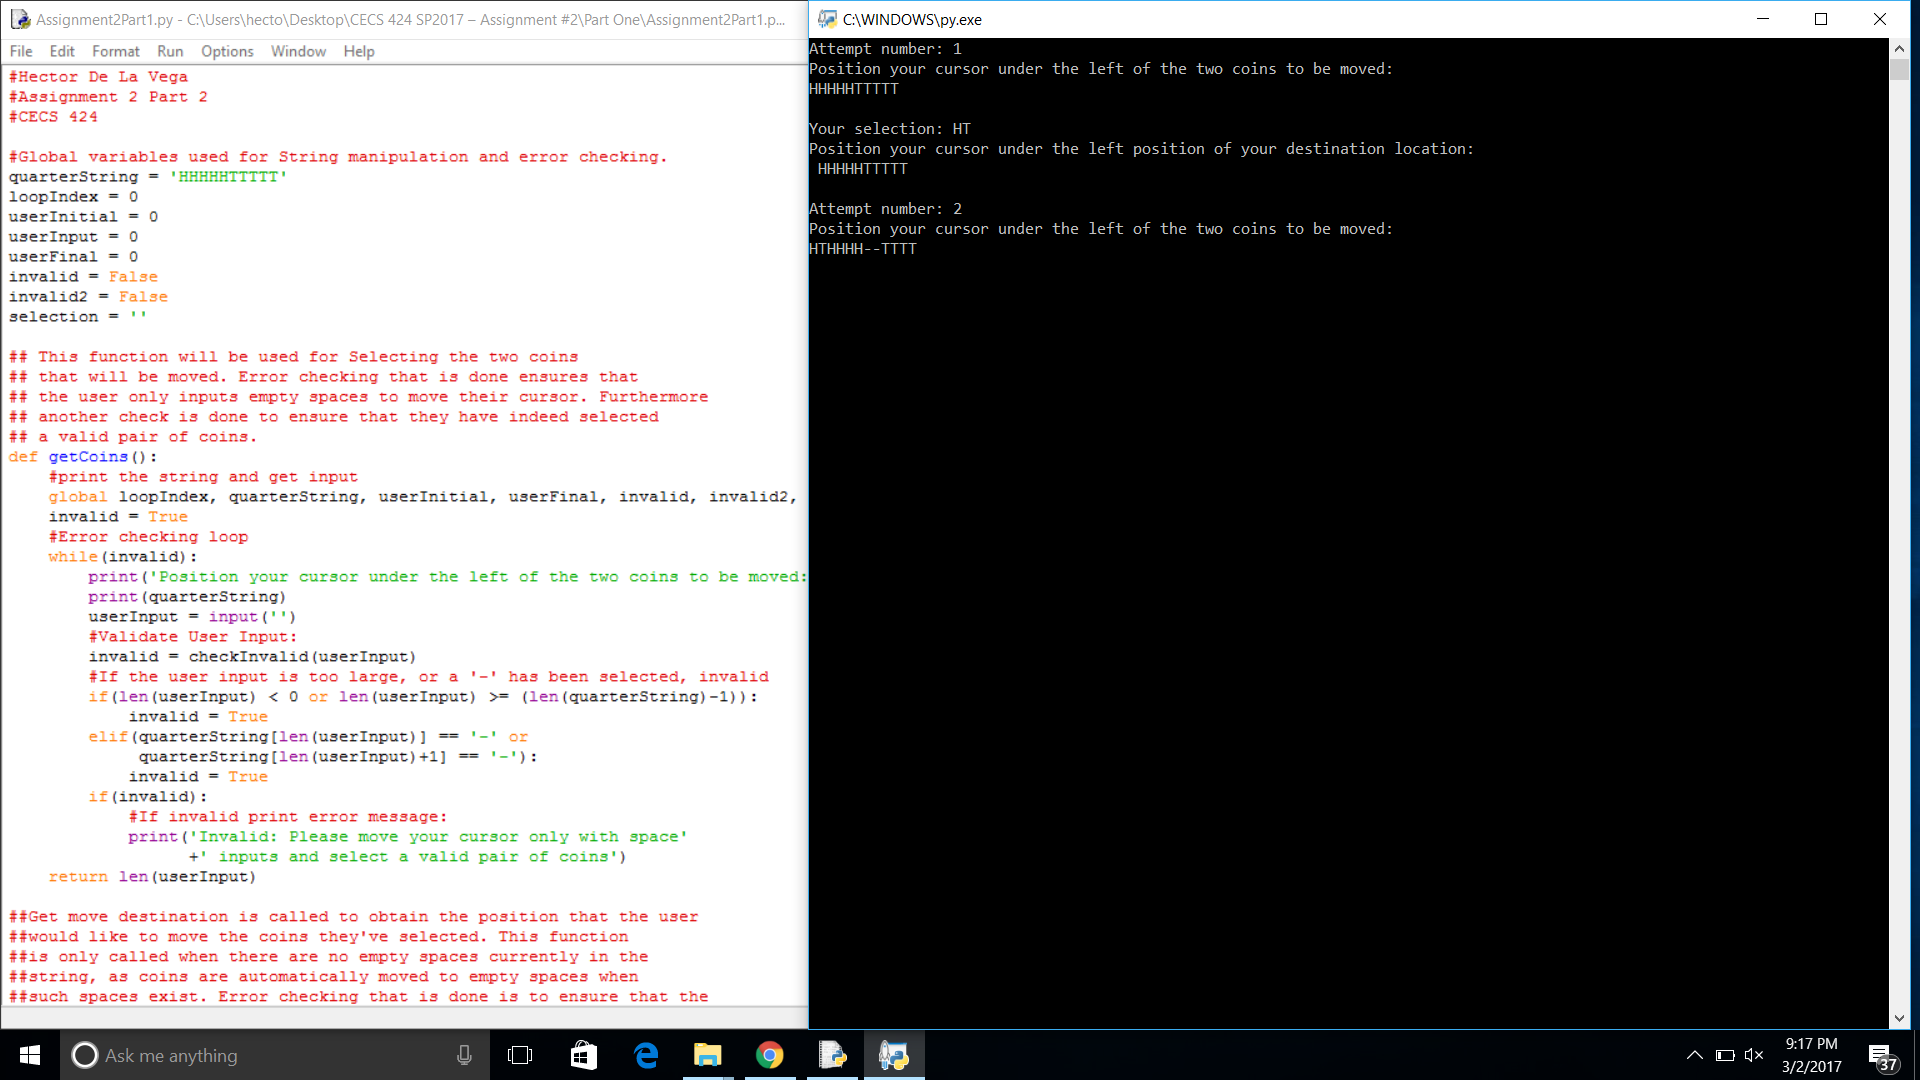 Assignment2Part1.py - C:\Users\hecto\Desktop\CECS 424 SP2017 – Assignment #2\Part One\Assignment2Part1.p...
File Edit Format Run Options Window Help
#Hector De La Vega
#Assignment 2 Part 2
#CECS 424
#Global variables used for String manipulation and error checking.
quarterString = 'HHHHHTTTTT'
loopIndex = 0
userInitial = 0
userInput = 0
userFinal = 0
invalid = False
invalid2 = False
selection = ''
## This function will be used for Selecting the two coins
## that will be moved. Error checking that is done ensures that
## the user only inputs empty spaces to move their cursor. Furthermore
## another check is done to ensure that they have indeed selected
## a valid pair of coins.
def getCoins():
    #print the string and get input
    global loopIndex, quarterString, userInitial, userFinal, invalid, invalid2,
    invalid = True
    #Error checking loop
    while(invalid):
        print('Position your cursor under the left of the two coins to be moved:
        print(quarterString)
        userInput = input('')
        #Validate User Input:
        invalid = checkInvalid(userInput)
        #If the user input is too large, or a '-' has been selected, invalid
        if(len(userInput) < 0 or len(userInput) >= (len(quarterString)-1)):
            invalid = True
        elif(quarterString[len(userInput)] == '-' or
             quarterString[len(userInput)+1] == '-'):
            invalid = True
        if(invalid):
            #If invalid print error message:
            print('Invalid: Please move your cursor only with space'
                  +' inputs and select a valid pair of coins')
    return len(userInput)
##Get move destination is called to obtain the position that the user
##would like to move the coins they've selected. This function
##is only called when there are no empty spaces currently in the
##string, as coins are automatically moved to empty spaces when
##such spaces exist. Error checking that is done is to ensure that the
C:\WINDOWS\py.exe
Attempt number: 1
Position your cursor under the left of the two coins to be moved:
HHHHHTTTTT
Your selection: HT
Position your cursor under the left position of your destination location:
 HHHHHTTTTT
Attempt number: 2
Position your cursor under the left of the two coins to be moved:
HTHHHH--TTTT
Ask me anything
9:17 PM
3/2/2017
37